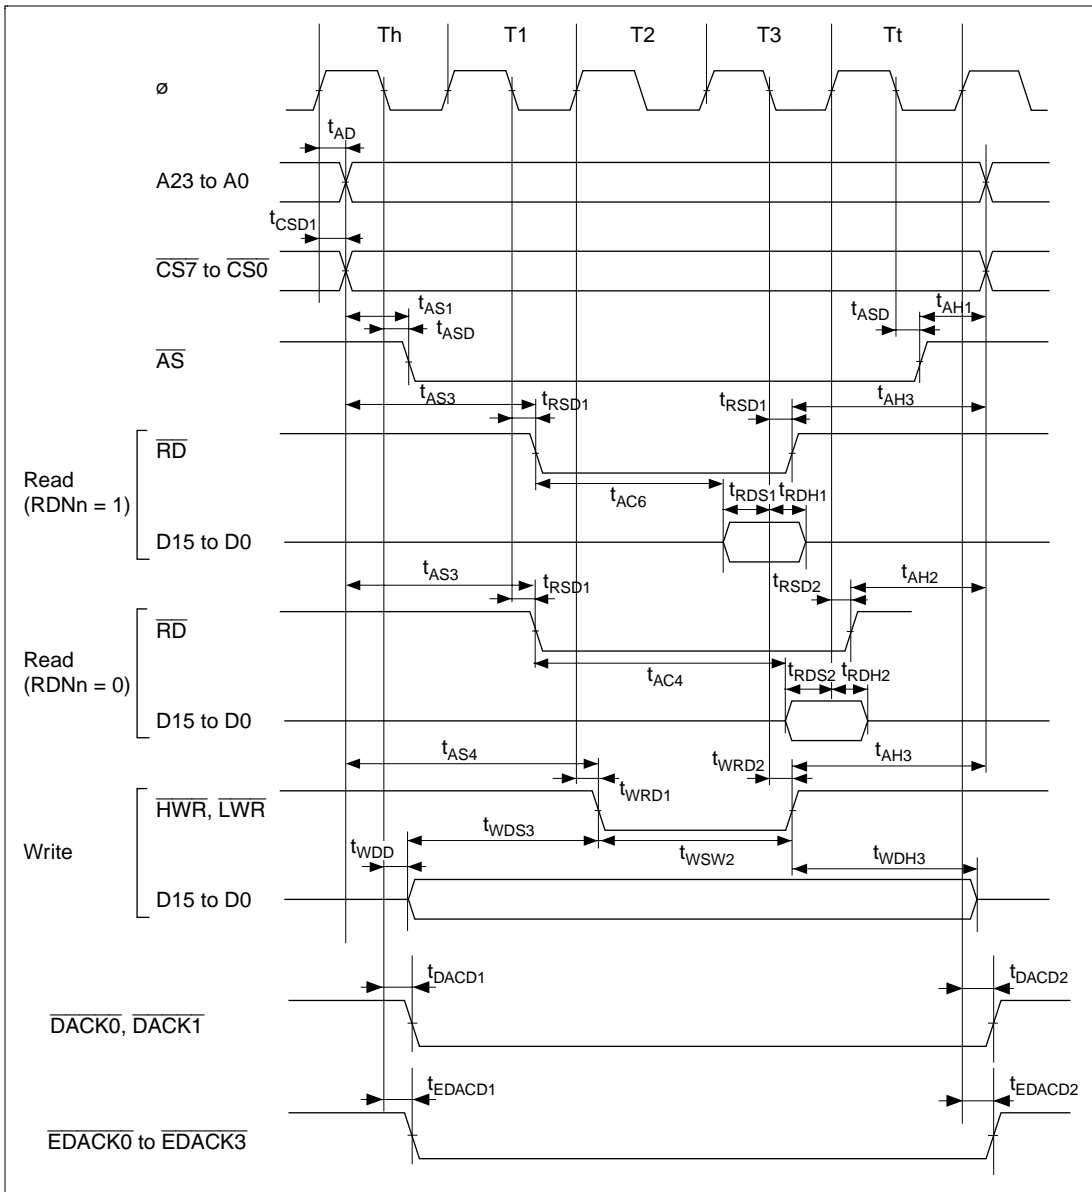 Th T1 T2 T3 Tt
ø
tAD
A23 to A0
tCSD1
CS7 to CS0
tAS1 tASD tAH1
tASD
AS
tAS3 tRSD1 tRSD1 tAH3
RD
Read
(RDNn = 1)
tAC6 tRDS1 tRDH1
D15 to D0
tAS3 tRSD1 tRSD2 tAH2
RD
Read
(RDNn = 0)
tAC4 tRDS2 tRDH2
D15 to D0
tAS4 tWRD2 tAH3
tWRD1
HWR, LWR
Write
tWDD tWDS3 tWSW2 tWDH3
D15 to D0
tDACD1 tDACD2
DACK0, DACK1
tEDACD1 tEDACD2
EDACK0 to EDACK3